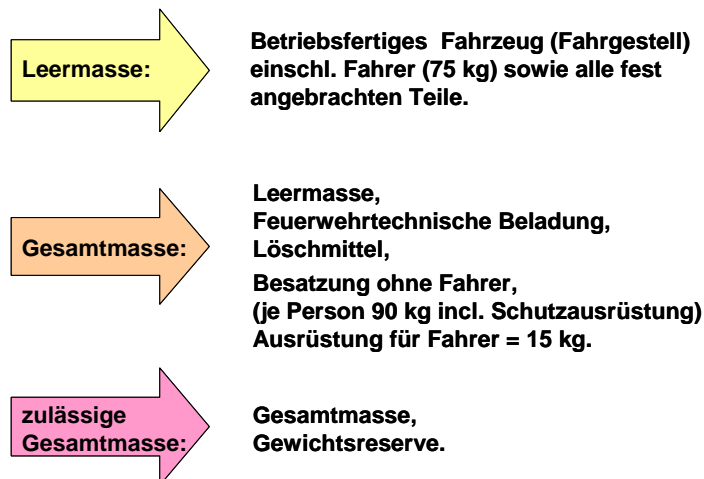 Leermasse:
Betriebsfertiges Fahrzeug (Fahrgestell)
einschl. Fahrer (75 kg) sowie alle fest
angebrachten Teile.
Gesamtmasse:
Leermasse,
Feuerwehrtechnische Beladung,
Löschmittel,
Besatzung ohne Fahrer,
(je Person 90 kg incl. Schutzausrüstung)
Ausrüstung für Fahrer = 15 kg.
zulässige
Gesamtmasse:
Gesamtmasse,
Gewichtsreserve.